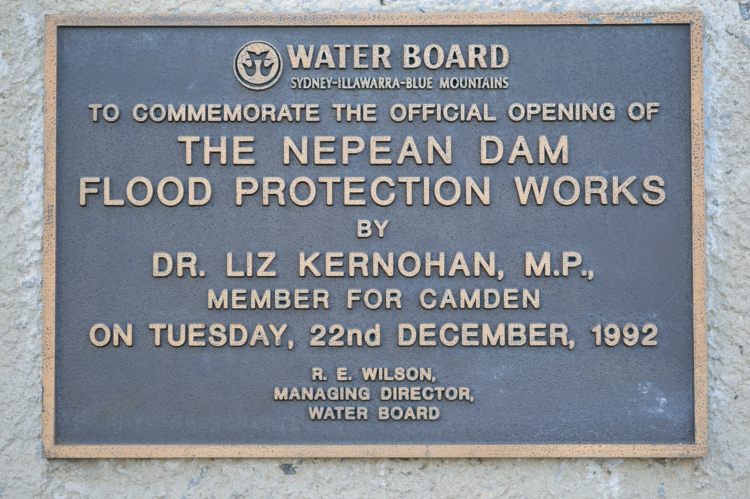 WATER BOARD
SYDNEY-ILLAWARRA-BLUE MOUNTAINS
TO COMMEMORATE THE OFFICIAL OPENING OF
THE NEPEAN DAM
FLOOD PROTECTION WORKS
BY
DR. LIZ KERNOHAN, M.P.,
MEMBER FOR CAMDEN
ON TUESDAY, 22nd DECEMBER, 1992
R. E. WILSON,
MANAGING DIRECTOR,
WATER BOARD